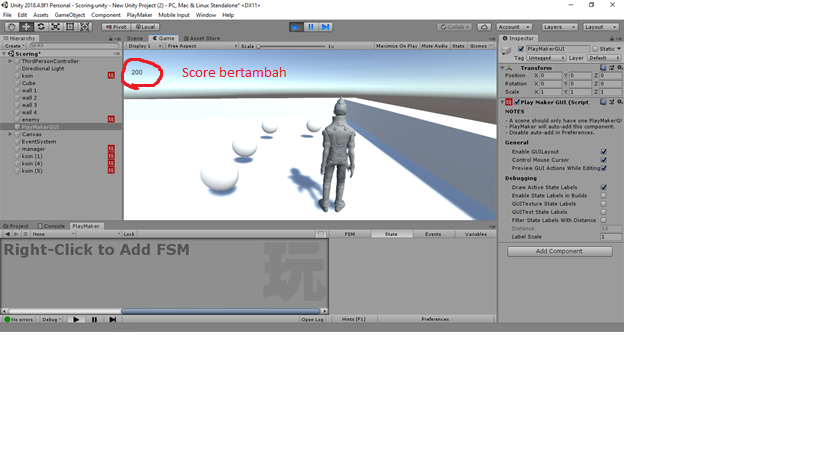 Unity 2018.4.8f1 Personal - Scoring.unity - New Unity Project (2) - PC, Mac & Linux Standalone* <DX11>
File Edit Assets GameObject Component PlayMaker Mobile Input Window Help
Pivot Local Collab Account Layers Layout
Hierarchy
Create All
Scoring*
ThirdPersonController
Directional Light
koin
Cube
wall 1
wall 2
wall 3
wall 4
enemy
PlayMakerGUI
Canvas
EventSystem
manager
koin (1)
koin (4)
koin (5)
Scene Game Asset Store
Display 1 Free Aspect Scale 1x Maximize On Play Mute Audio Stats Gizmos
200 Score bertambah
Inspector
PlayMakerGUI Static
Tag Untagged Layer Default
Transform
Position X 0 Y 0 Z 0
Rotation X 0 Y 0 Z 0
Scale X 1 Y 1 Z 1
Play Maker GUI (Script
NOTES
- A scene should only have one PlayMakerGU
- PlayMaker will auto-add this component.
- Disable auto-add in Preferences.
General
Enable GUILayout
Control Mouse Cursor
Preview GUI Actions While Editing
Debugging
Draw Active State Labels
Enable State Labels in Builds
GUITexture State Labels
GUIText State Labels
Filter State Labels With Distance
Distance 10
Label Scale 1
Add Component
Project Console PlayMaker
None Lock
FSM State Events Variables
Right-Click to Add FSM
玩
No errors Debug Open Log Hints [F1] Preferences